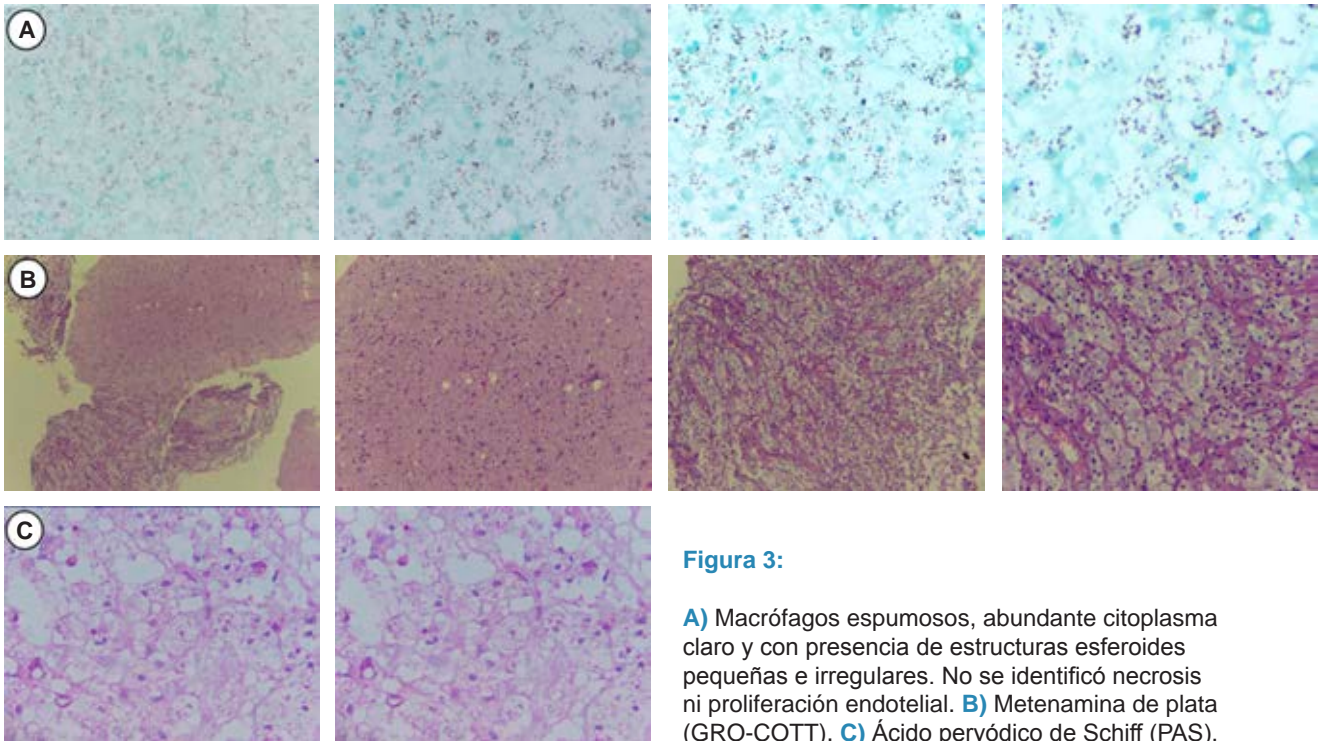 A
B
C
Figura 3:
A) Macrófagos espumosos, abundante citoplasma
claro y con presencia de estructuras esferoides
pequeñas e irregulares. No se identificó necrosis
ni proliferación endotelial. B) Metenamina de plata
(GRO-COTT). C) Ácido peryódico de Schiff (PAS).